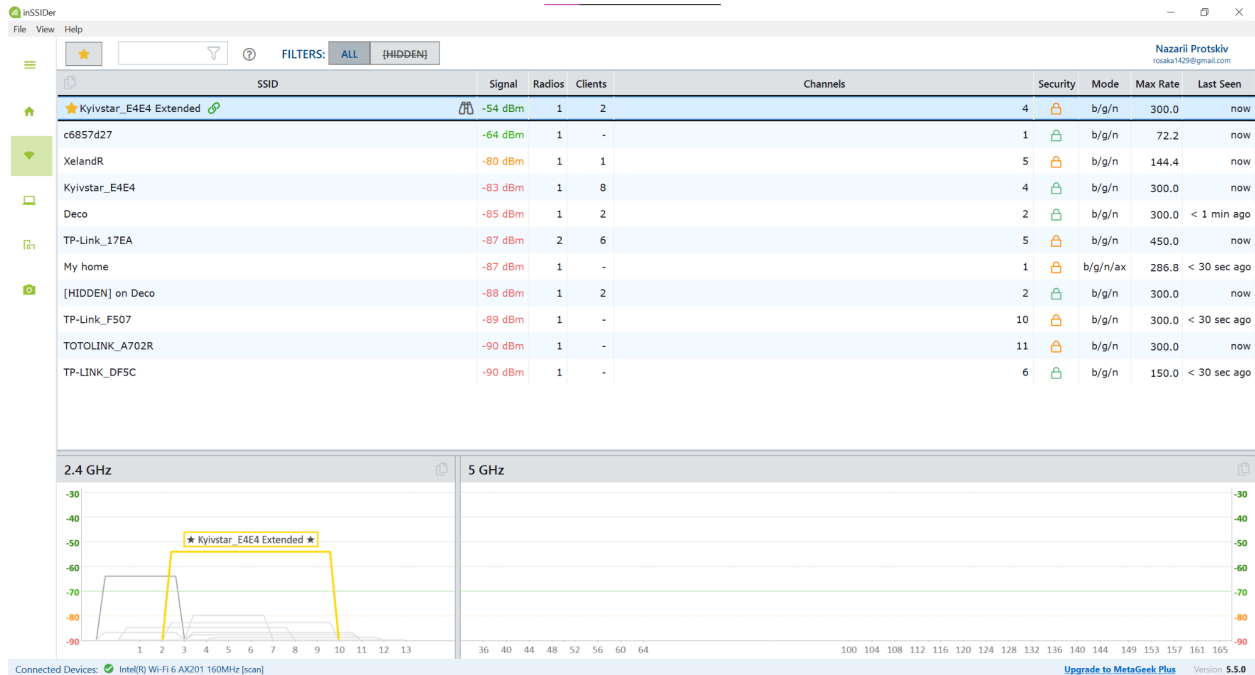 inSSIDer
File View Help
FILTERS: ALL [HIDDEN]
Nazarii Protskiv
rosaka1429@gmail.com
SSID Signal Radios Clients Channels Security Mode Max Rate Last Seen
Kyivstar_E4E4 Extended -54 dBm 1 2 4 b/g/n 300.0 now
c6857d27 -64 dBm 1 - 1 b/g/n 72.2 now
XelandR -80 dBm 1 1 5 b/g/n 144.4 now
Kyivstar_E4E4 -83 dBm 1 8 4 b/g/n 300.0 now
Deco -85 dBm 1 2 2 b/g/n 300.0 < 1 min ago
TP-Link_17EA -87 dBm 2 6 5 b/g/n 450.0 now
My home -87 dBm 1 - 1 b/g/n/ax 286.8 < 30 sec ago
[HIDDEN] on Deco -88 dBm 1 2 2 b/g/n 300.0 now
TP-Link_F507 -89 dBm 1 - 10 b/g/n 300.0 < 30 sec ago
TOTOLINK_A702R -90 dBm 1 - 11 b/g/n 300.0 now
TP-LINK_DF5C -90 dBm 1 - 6 b/g/n 150.0 < 30 sec ago
2.4 GHz 5 GHz
-30 -30
-40 -40
-50 ★ Kyivstar_E4E4 Extended ★ -50
-60 -60
-70 -70
-80 -80
-90 -90
1 2 3 4 5 6 7 8 9 10 11 12 13 36 40 44 48 52 56 60 64 100 104 108 112 116 120 124 128 132 136 140 144 149 153 157 161 165
Connected Devices: Intel(R) Wi-Fi 6 AX201 160MHz [scan] Upgrade to MetaGeek Plus Version 5.5.0